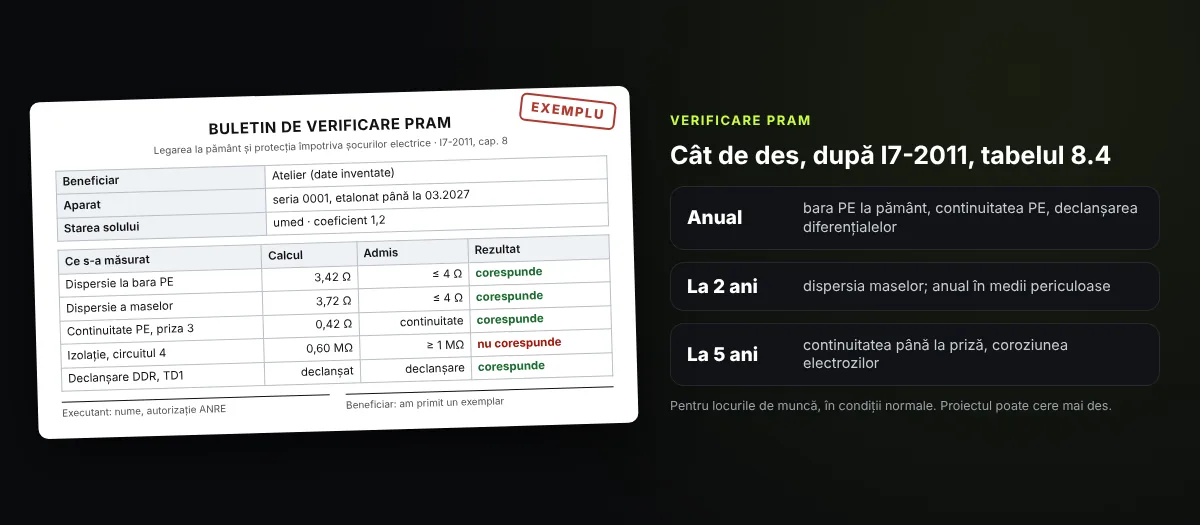 EXEMPLU
BULETIN DE VERIFICARE PRAM
Legarea la pământ și protecția împotriva șocurilor electrice · I7-2011, cap. 8
Beneficiar Atelier (date inventate)
Aparat seria 0001, etalonat până la 03.2027
Starea solului umed · coeficient 1,2
Ce s-a măsurat Calcul Admis Rezultat
Dispersie la bara PE 3,42 Ω ≤ 4 Ω corespunde
Dispersie a maselor 3,72 Ω ≤ 4 Ω corespunde
Continuitate PE, priza 3 0,42 Ω continuitate corespunde
Izolație, circuitul 4 0,60 MΩ ≥ 1 MΩ nu corespunde
Declanșare DDR, TD1 declanșat declanșare corespunde
Executant: nume, autorizație ANRE
Beneficiar: am primit un exemplar
VERIFICARE PRAM
Cât de des, după I7-2011, tabelul 8.4
Anual
bara PE la pământ, continuitatea PE, declanșarea
diferențialelor
La 2 ani
dispersia maselor; anual în medii periculoase
La 5 ani
continuitatea până la priză, coroziunea
electrozilor
Pentru locurile de muncă, în condiții normale. Proiectul poate cere mai des.